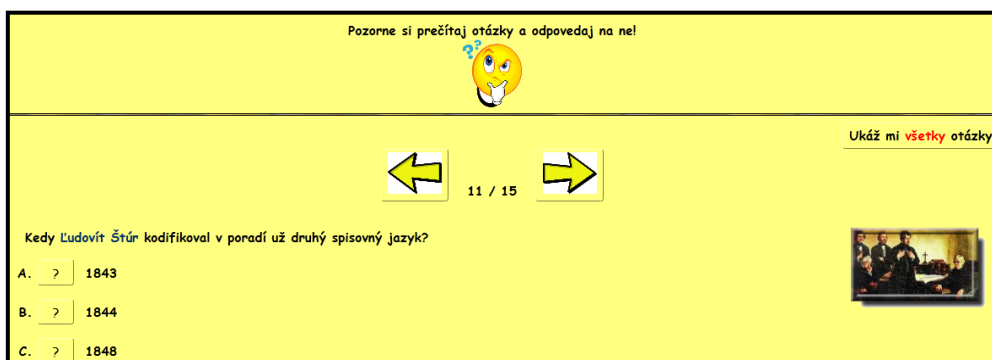 Pozorne si prečítaj otázky a odpovedaj na ne!
??
Ukáž mi všetky otázky
11 / 15
Kedy Ľudovít Štúr kodifikoval v poradí už druhý spisovný jazyk?
A. ? 1843
B. ? 1844
C. ? 1848